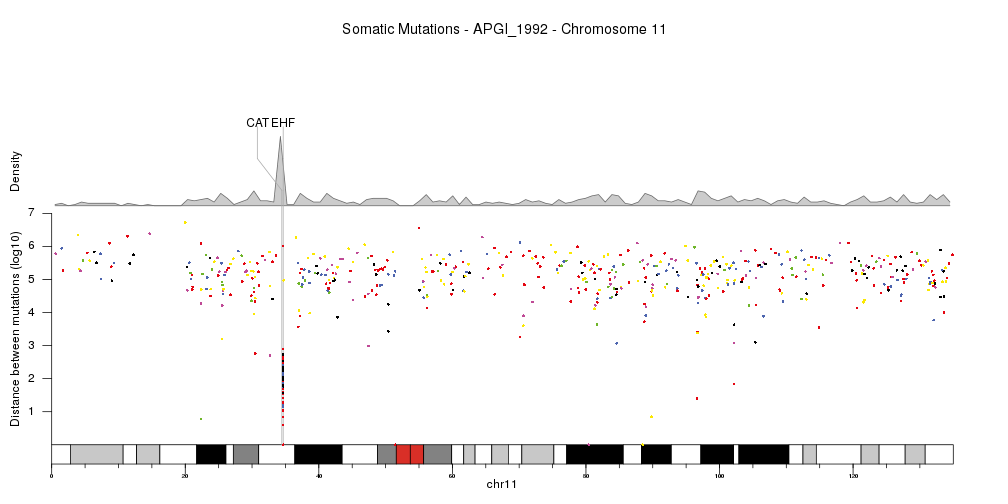 Somatic Mutations - APGI_1992 - Chromosome 11
CAT EHF
Density
Distance between mutations (log10)
7
6
5
4
3
2
1
0 20 40 60 80 100 120
chr11